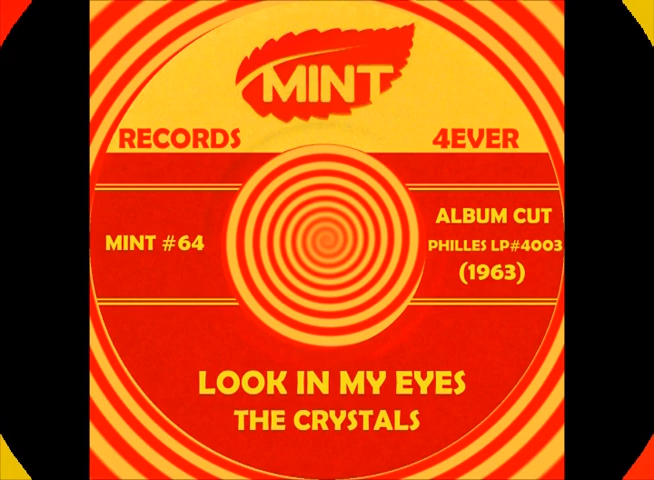 MINT
RECORDS 4EVER
ALBUM CUT
MINT #64
PHILLES LP#4003
(1963)
LOOK IN MY EYES
THE CRYSTALS